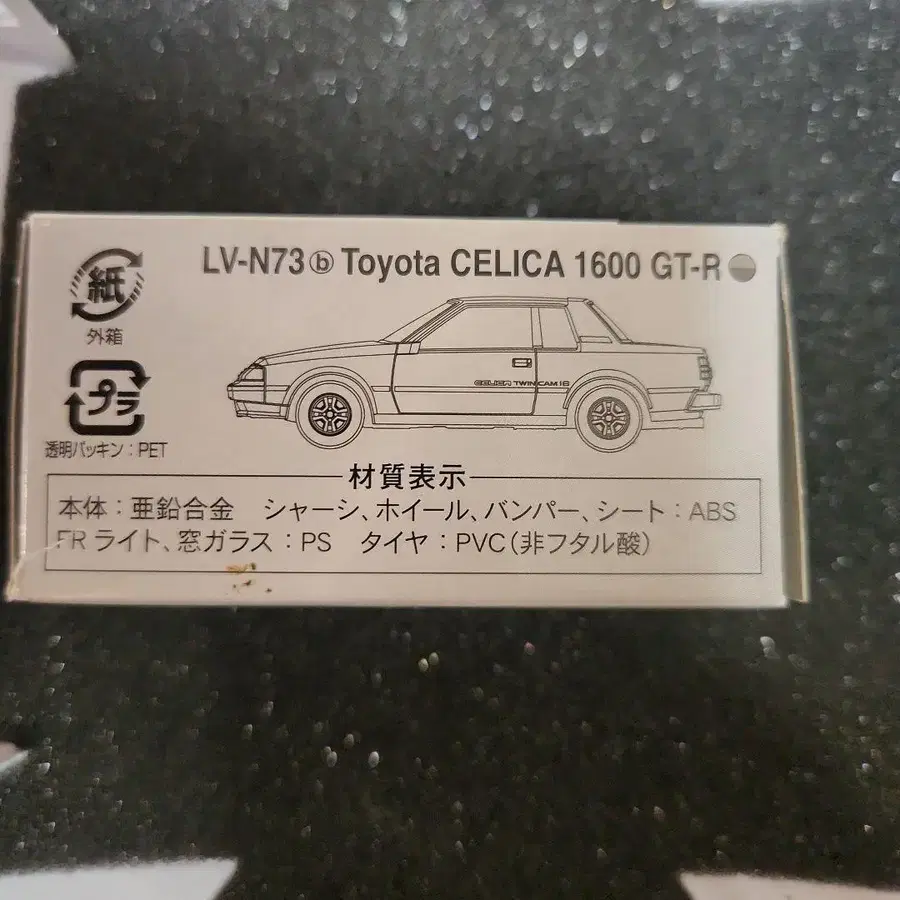 LV-N73ⓑ Toyota CELICA 1600 GT-R
紙
外箱
プラ
透明パッキン：PET
CELICA TWINCAM 16
材質表示
本体：亜鉛合金　シャーシ、ホイール、バンパー、シート：ABS
FRライト、窓ガラス：PS　タイヤ：PVC（非フタル酸）